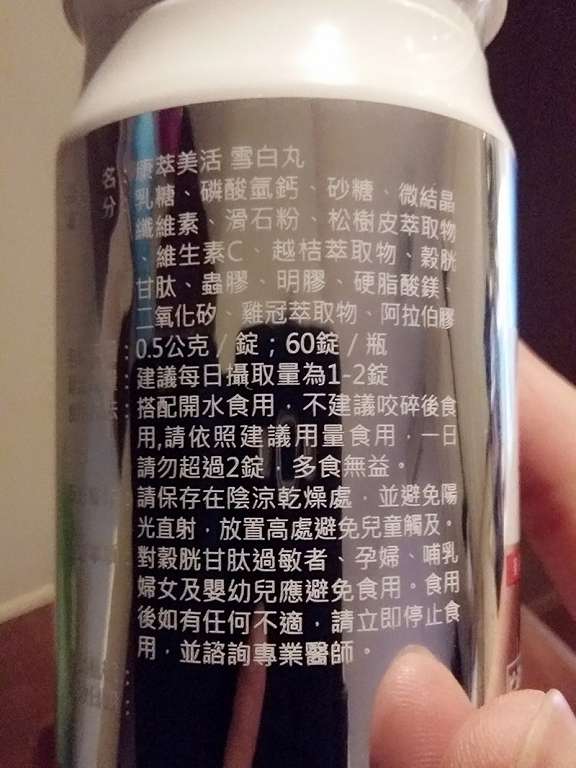 名：康萃美活 雪白丸
分：乳糖、磷酸氫鈣、砂糖、微結晶
纖維素、滑石粉、松樹皮萃取物
、維生素C、越桔萃取物、穀胱
甘肽、蟲膠、明膠、硬脂酸鎂、
二氧化矽、雞冠萃取物、阿拉伯膠
：0.5公克 / 錠；60錠 / 瓶
：建議每日攝取量為1-2錠
：搭配開水食用，不建議咬碎後食
用,請依照建議用量食用，一日
請勿超過2錠，多食無益。
請保存在陰涼乾燥處，並避免陽
光直射，放置高處避免兒童觸及。
對穀胱甘肽過敏者、孕婦、哺乳
婦女及嬰幼兒應避免食用。食用
後如有任何不適，請立即停止食
用，並諮詢專業醫師。